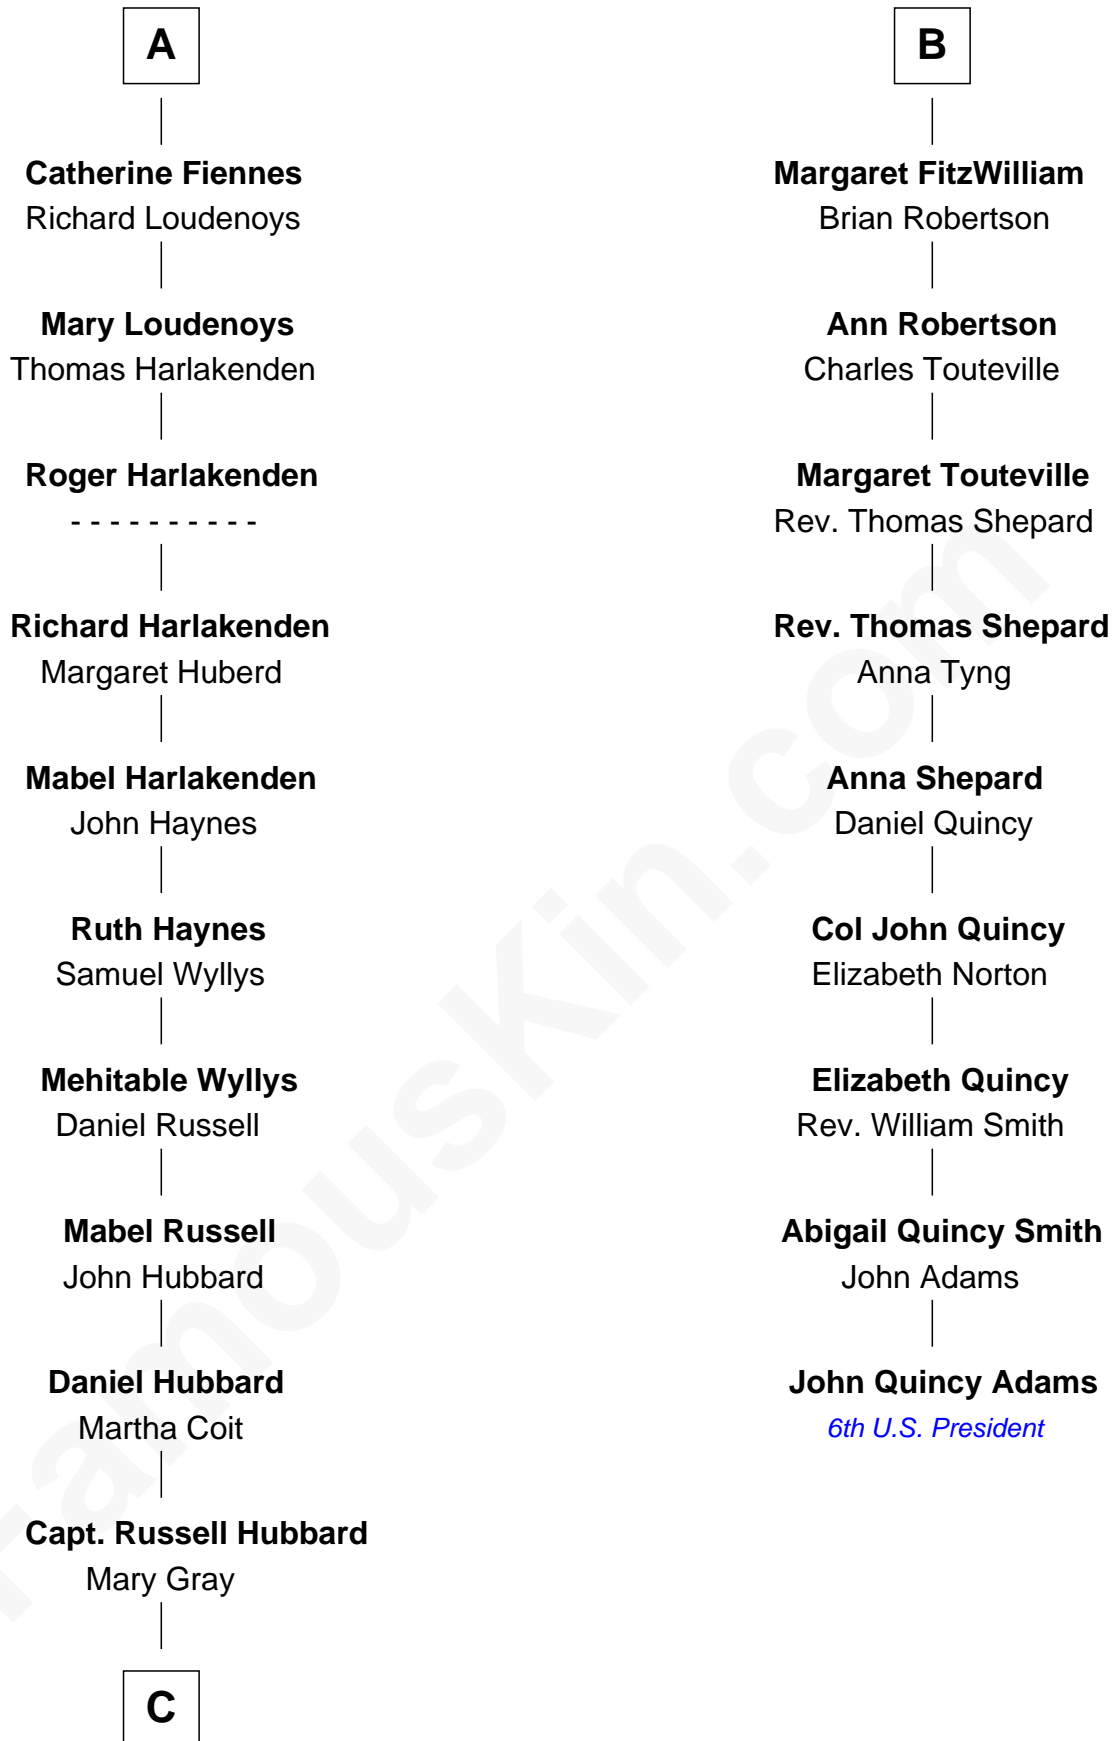 A
Catherine Fiennes
Richard Loudenoys
Mary Loudenoys
Thomas Harlakenden
Roger Harlakenden
- - - - - - - - - -
Richard Harlakenden
Margaret Huberd
Mabel Harlakenden
John Haynes
Ruth Haynes
Samuel Wyllys
Mehitable Wyllys
Daniel Russell
Mabel Russell
John Hubbard
Daniel Hubbard
Martha Coit
Capt. Russell Hubbard
Mary Gray
C
B
Margaret FitzWilliam
Brian Robertson
Ann Robertson
Charles Touteville
Margaret Touteville
Rev. Thomas Shepard
Rev. Thomas Shepard
Anna Tyng
Anna Shepard
Daniel Quincy
Col John Quincy
Elizabeth Norton
Elizabeth Quincy
Rev. William Smith
Abigail Quincy Smith
John Adams
John Quincy Adams
6th U.S. President
FamousKin.com